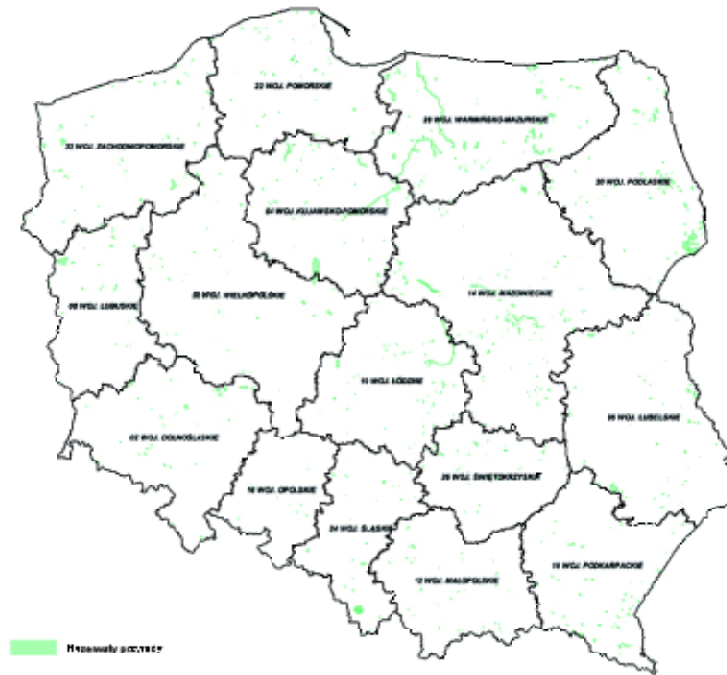 22 WOJ. POMORSKIE
28 WOJ. WARMIŃSKO-MAZURSKIE
32 WOJ. ZACHODNIOPOMORSKIE
20 WOJ. PODLASKIE
04 WOJ. KUJAWSKO-POMORSKIE
30 WOJ. WIELKOPOLSKIE
14 WOJ. MAZOWIECKIE
08 WOJ. LUBUSKIE
10 WOJ. ŁÓDZKIE
06 WOJ. LUBELSKIE
02 WOJ. DOLNOŚLĄSKIE
26 WOJ. ŚWIĘTOKRZYSKIE
16 WOJ. OPOLSKIE
24 WOJ. ŚLĄSKIE
18 WOJ. PODKARPACKIE
12 WOJ. MAŁOPOLSKIE
Rezerwaty przyrody